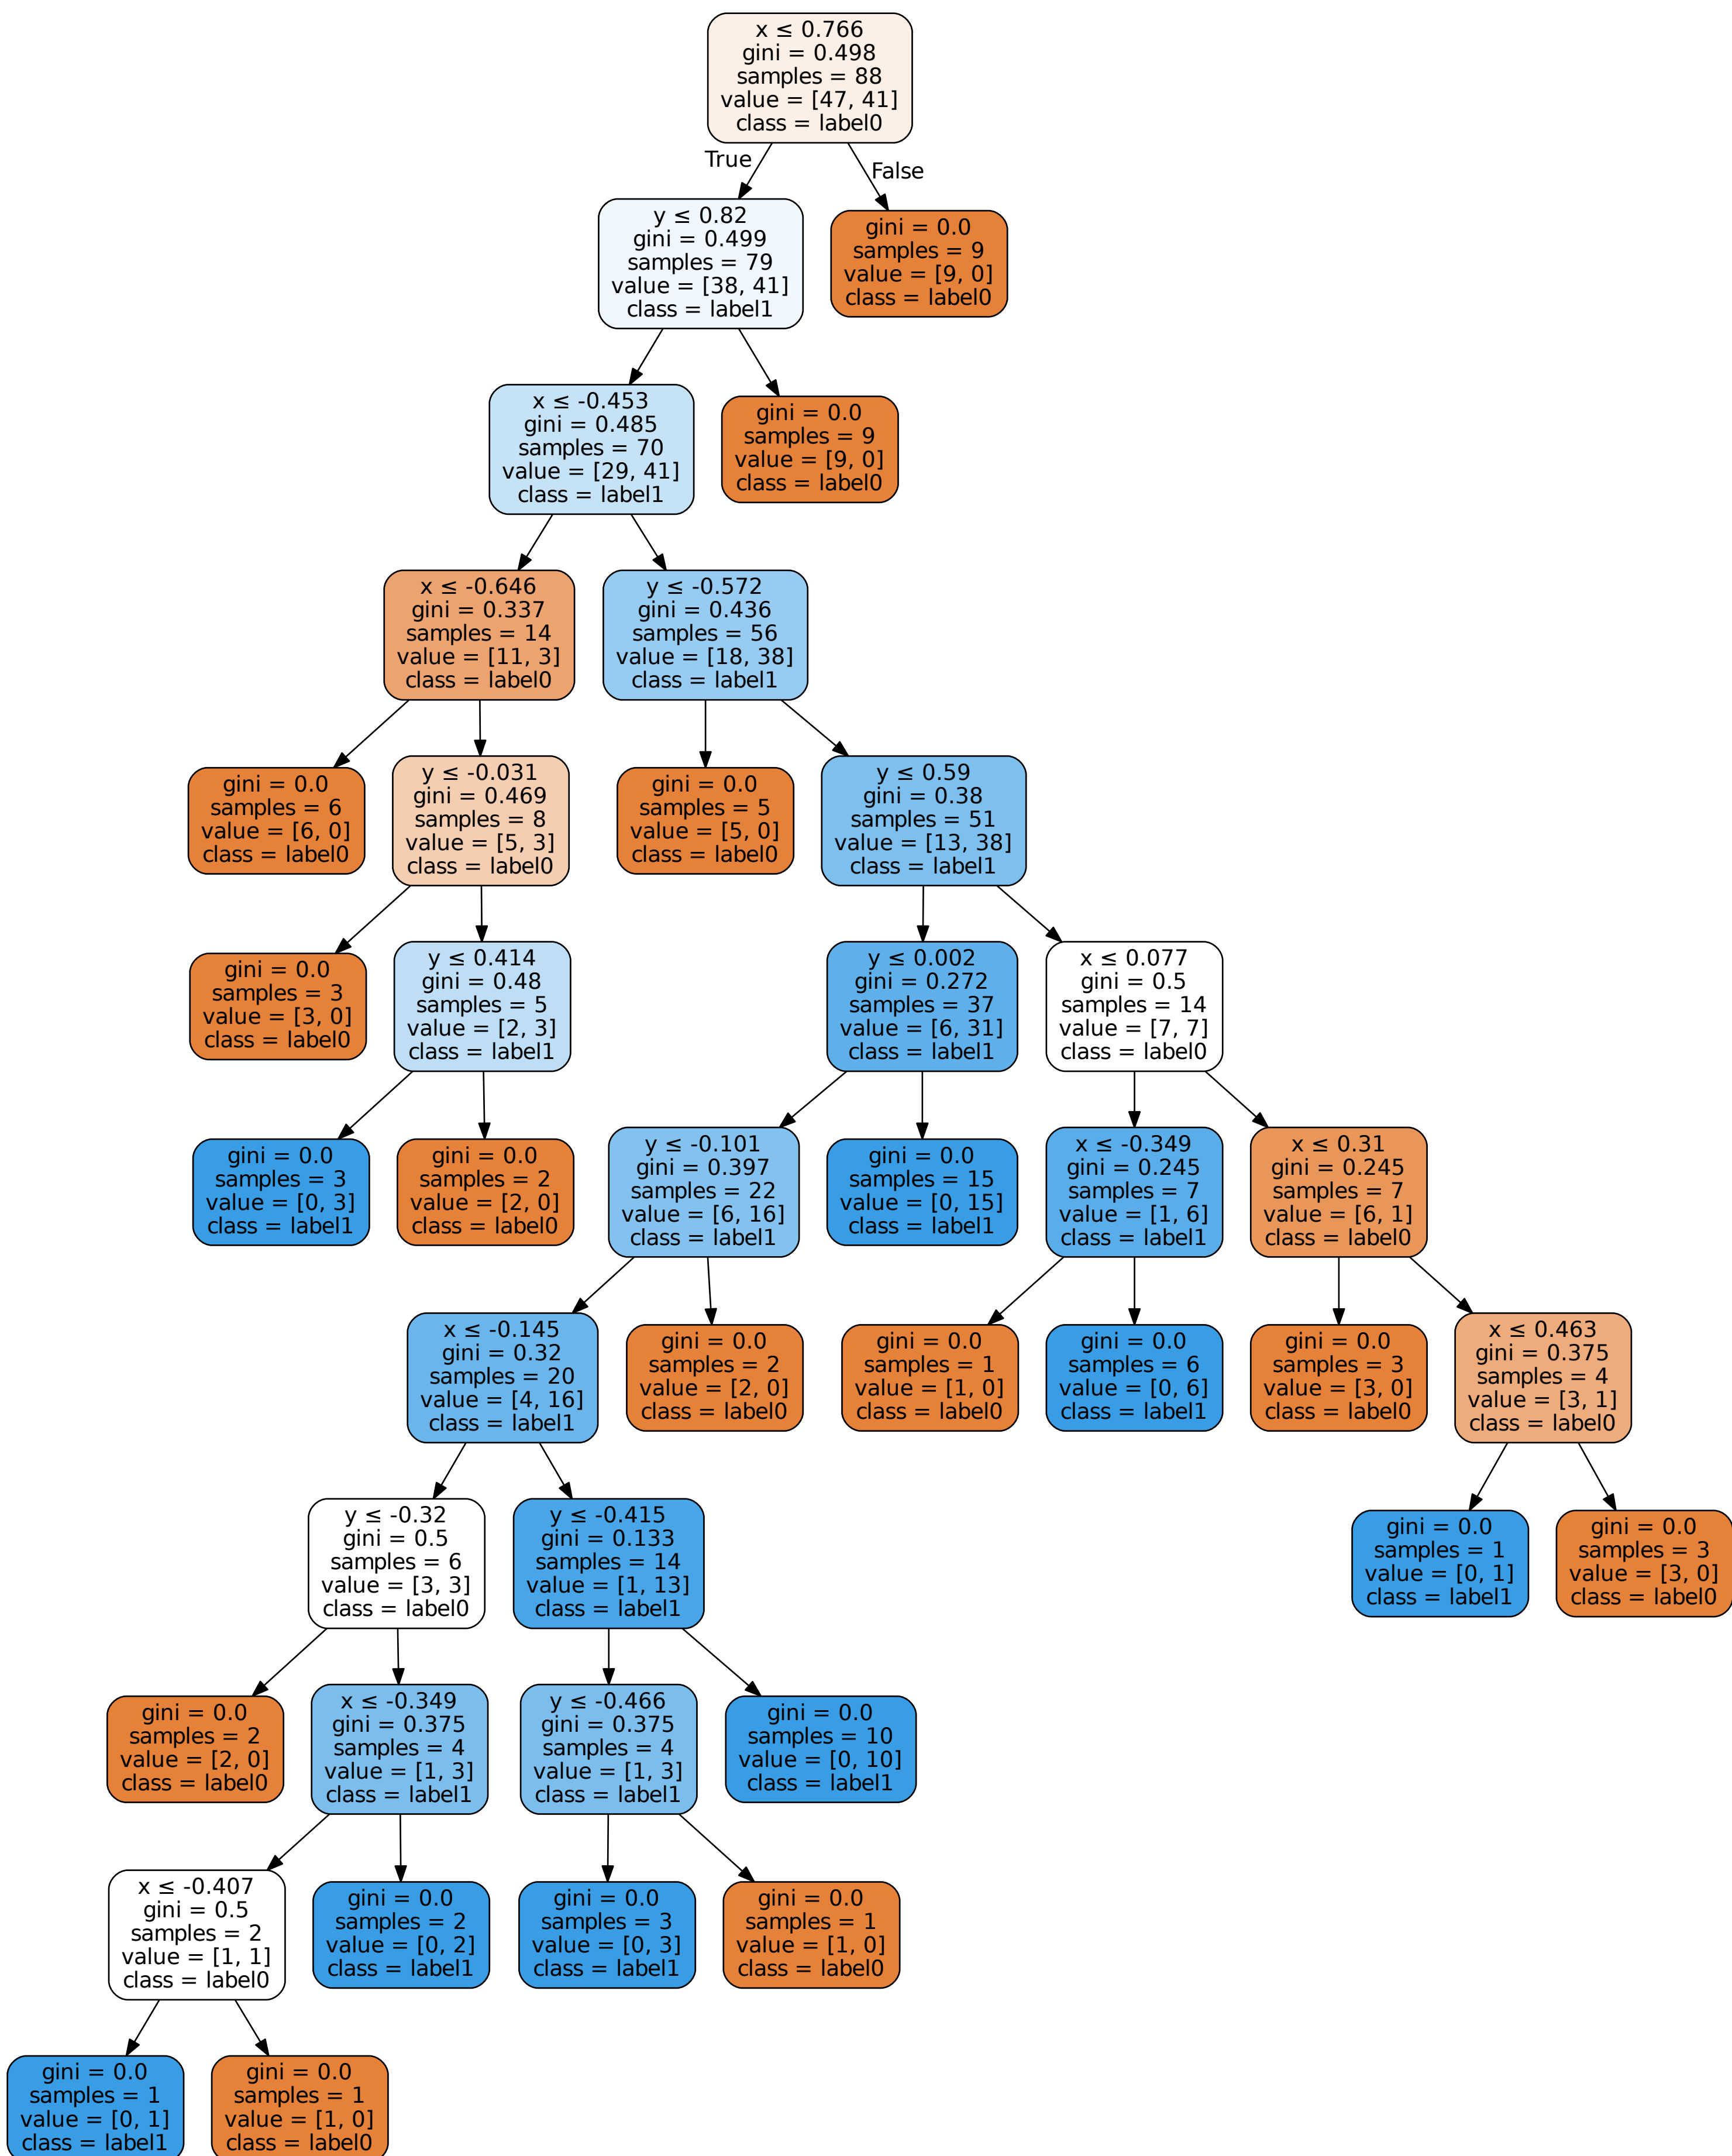 x ≤ 0.766
gini = 0.498
samples = 88
value = [47, 41]
class = label0
True
False
y ≤ 0.82
gini = 0.499
samples = 79
value = [38, 41]
class = label1
gini = 0.0
samples = 9
value = [9, 0]
class = label0
x ≤ -0.453
gini = 0.485
samples = 70
value = [29, 41]
class = label1
gini = 0.0
samples = 9
value = [9, 0]
class = label0
x ≤ -0.646
gini = 0.337
samples = 14
value = [11, 3]
class = label0
y ≤ -0.572
gini = 0.436
samples = 56
value = [18, 38]
class = label1
gini = 0.0
samples = 6
value = [6, 0]
class = label0
y ≤ -0.031
gini = 0.469
samples = 8
value = [5, 3]
class = label0
gini = 0.0
samples = 5
value = [5, 0]
class = label0
y ≤ 0.59
gini = 0.38
samples = 51
value = [13, 38]
class = label1
gini = 0.0
samples = 3
value = [3, 0]
class = label0
y ≤ 0.414
gini = 0.48
samples = 5
value = [2, 3]
class = label1
y ≤ 0.002
gini = 0.272
samples = 37
value = [6, 31]
class = label1
x ≤ 0.077
gini = 0.5
samples = 14
value = [7, 7]
class = label0
gini = 0.0
samples = 3
value = [0, 3]
class = label1
gini = 0.0
samples = 2
value = [2, 0]
class = label0
y ≤ -0.101
gini = 0.397
samples = 22
value = [6, 16]
class = label1
gini = 0.0
samples = 15
value = [0, 15]
class = label1
x ≤ -0.349
gini = 0.245
samples = 7
value = [1, 6]
class = label1
x ≤ 0.31
gini = 0.245
samples = 7
value = [6, 1]
class = label0
x ≤ -0.145
gini = 0.32
samples = 20
value = [4, 16]
class = label1
gini = 0.0
samples = 2
value = [2, 0]
class = label0
gini = 0.0
samples = 1
value = [1, 0]
class = label0
gini = 0.0
samples = 6
value = [0, 6]
class = label1
gini = 0.0
samples = 3
value = [3, 0]
class = label0
x ≤ 0.463
gini = 0.375
samples = 4
value = [3, 1]
class = label0
y ≤ -0.32
gini = 0.5
samples = 6
value = [3, 3]
class = label0
y ≤ -0.415
gini = 0.133
samples = 14
value = [1, 13]
class = label1
gini = 0.0
samples = 1
value = [0, 1]
class = label1
gini = 0.0
samples = 3
value = [3, 0]
class = label0
gini = 0.0
samples = 2
value = [2, 0]
class = label0
x ≤ -0.349
gini = 0.375
samples = 4
value = [1, 3]
class = label1
y ≤ -0.466
gini = 0.375
samples = 4
value = [1, 3]
class = label1
gini = 0.0
samples = 10
value = [0, 10]
class = label1
x ≤ -0.407
gini = 0.5
samples = 2
value = [1, 1]
class = label0
gini = 0.0
samples = 2
value = [0, 2]
class = label1
gini = 0.0
samples = 3
value = [0, 3]
class = label1
gini = 0.0
samples = 1
value = [1, 0]
class = label0
gini = 0.0
samples = 1
value = [0, 1]
class = label1
gini = 0.0
samples = 1
value = [1, 0]
class = label0